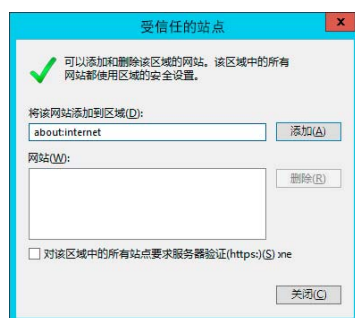 受信任的站点
x
可以添加和删除该区域的网站。该区域中的所有
网站都使用区域的安全设置。
将该网站添加到区域(D):
about:internet
添加(A)
网站(W):
删除(R)
对该区域中的所有站点要求服务器验证(https:)(S) one
关闭(C)